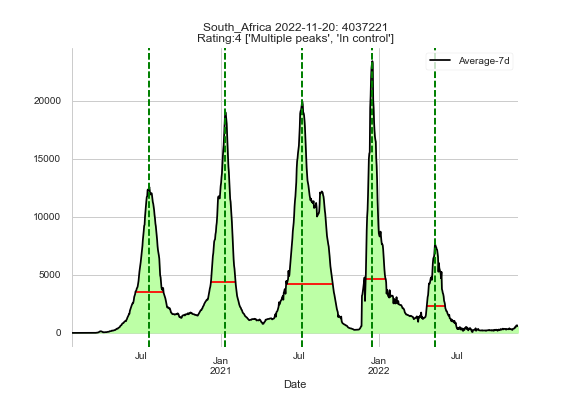 South_Africa 2022-11-20: 4037221
Rating:4 ['Multiple peaks', 'In control']
Average-7d
20000
15000
10000
5000
0
Jul
Jan
2021
Jul
Jan
2022
Jul
Date